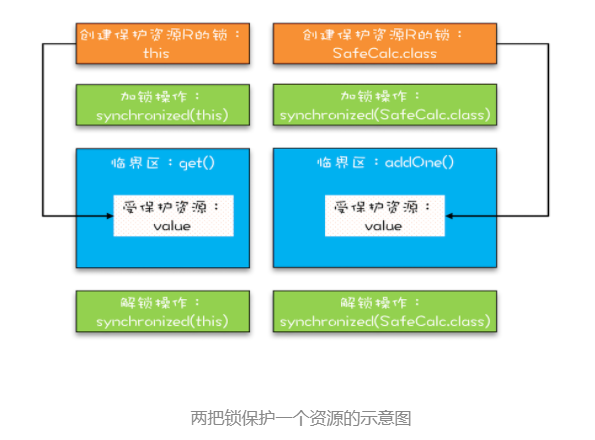 创建保护资源R的锁：
this
创建保护资源R的锁：
SafeCalc.class
加锁操作：
synchronized(this)
加锁操作：
synchronized(SafeCalc.class)
临界区：get()
受保护资源：
value
临界区：addOne()
受保护资源：
value
解锁操作：
synchronized(this)
解锁操作：
synchronized(SafeCalc.class)
两把锁保护一个资源的示意图